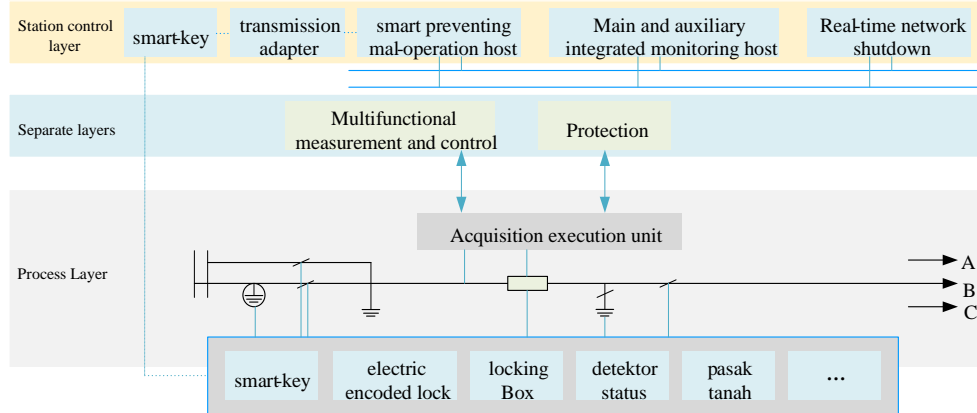 Station control
layer
smart-key
transmission
adapter
smart preventing
mal-operation host
Main and auxiliary
integrated monitoring host
Real-time network
shutdown
Separate layers
Multifunctional
measurement and control
Protection
Process Layer
Acquisition execution unit
A
B
C
smart-key
electric
encoded lock
locking
Box
detektor
status
pasak
tanah
...